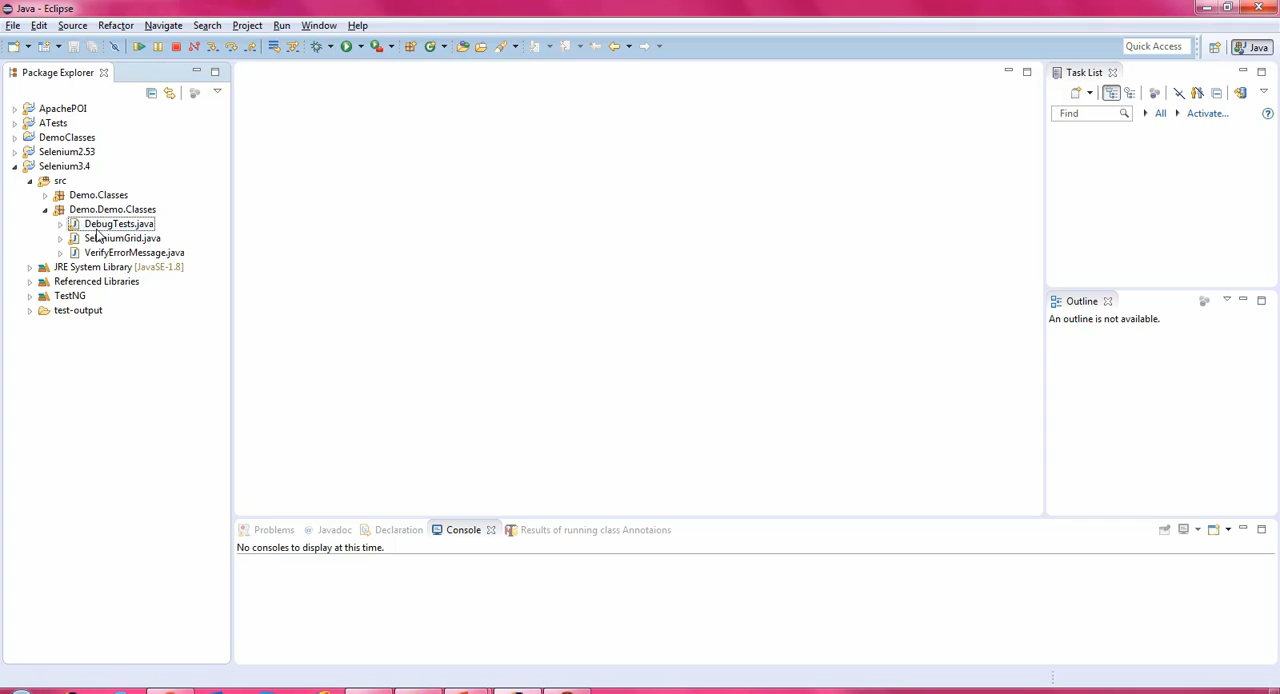 Java - Eclipse
File Edit Source Refactor Navigate Search Project Run Window Help
Quick Access Java
Package Explorer
ApachePOI
ATests
DemoClasses
Selenium2.53
Selenium3.4
src
Demo.Classes
Demo.Demo.Classes
DebugTests.java
SeleniumGrid.java
VerifyErrorMessage.java
JRE System Library [JavaSE-1.8]
Referenced Libraries
TestNG
test-output
Task List
Find All Activate...
Outline
An outline is not available.
Problems Javadoc Declaration Console Results of running class Annotaions
No consoles to display at this time.